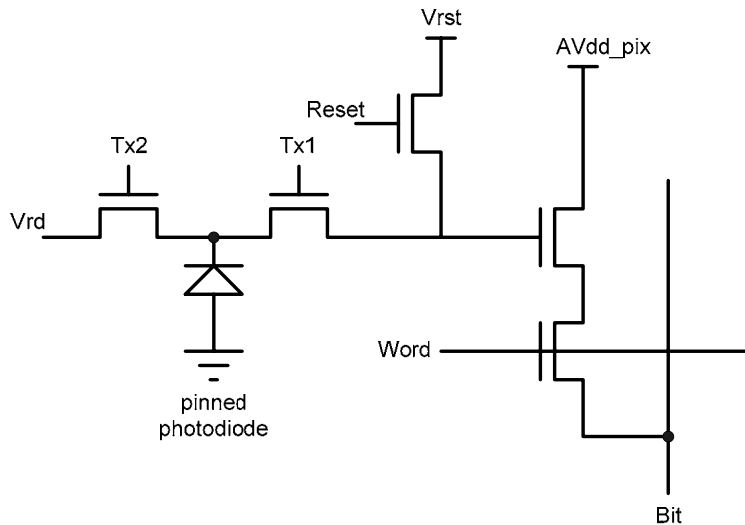 Vrst
AVdd_pix
Reset
Tx2
Tx1
Vrd
Word
pinned
photodiode
Bit